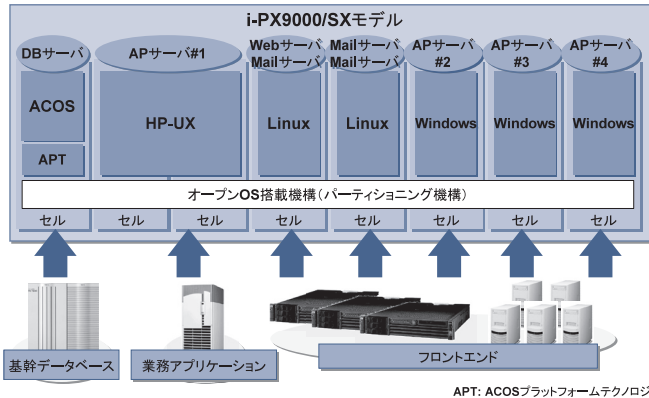 i-PX9000/SXモデル
DBサーバ
APサーバ#1
Webサーバ
Mailサーバ
Mailサーバ
Mailサーバ
APサーバ
#2
APサーバ
#3
APサーバ
#4
ACOS
APT
HP-UX
Linux
Linux
Windows
Windows
Windows
オープンOS搭載機構(パーティショニング機構)
セル
セル
セル
セル
セル
セル
セル
セル
基幹データベース
業務アプリケーション
フロントエンド
APT: ACOSプラットフォームテクノロジ